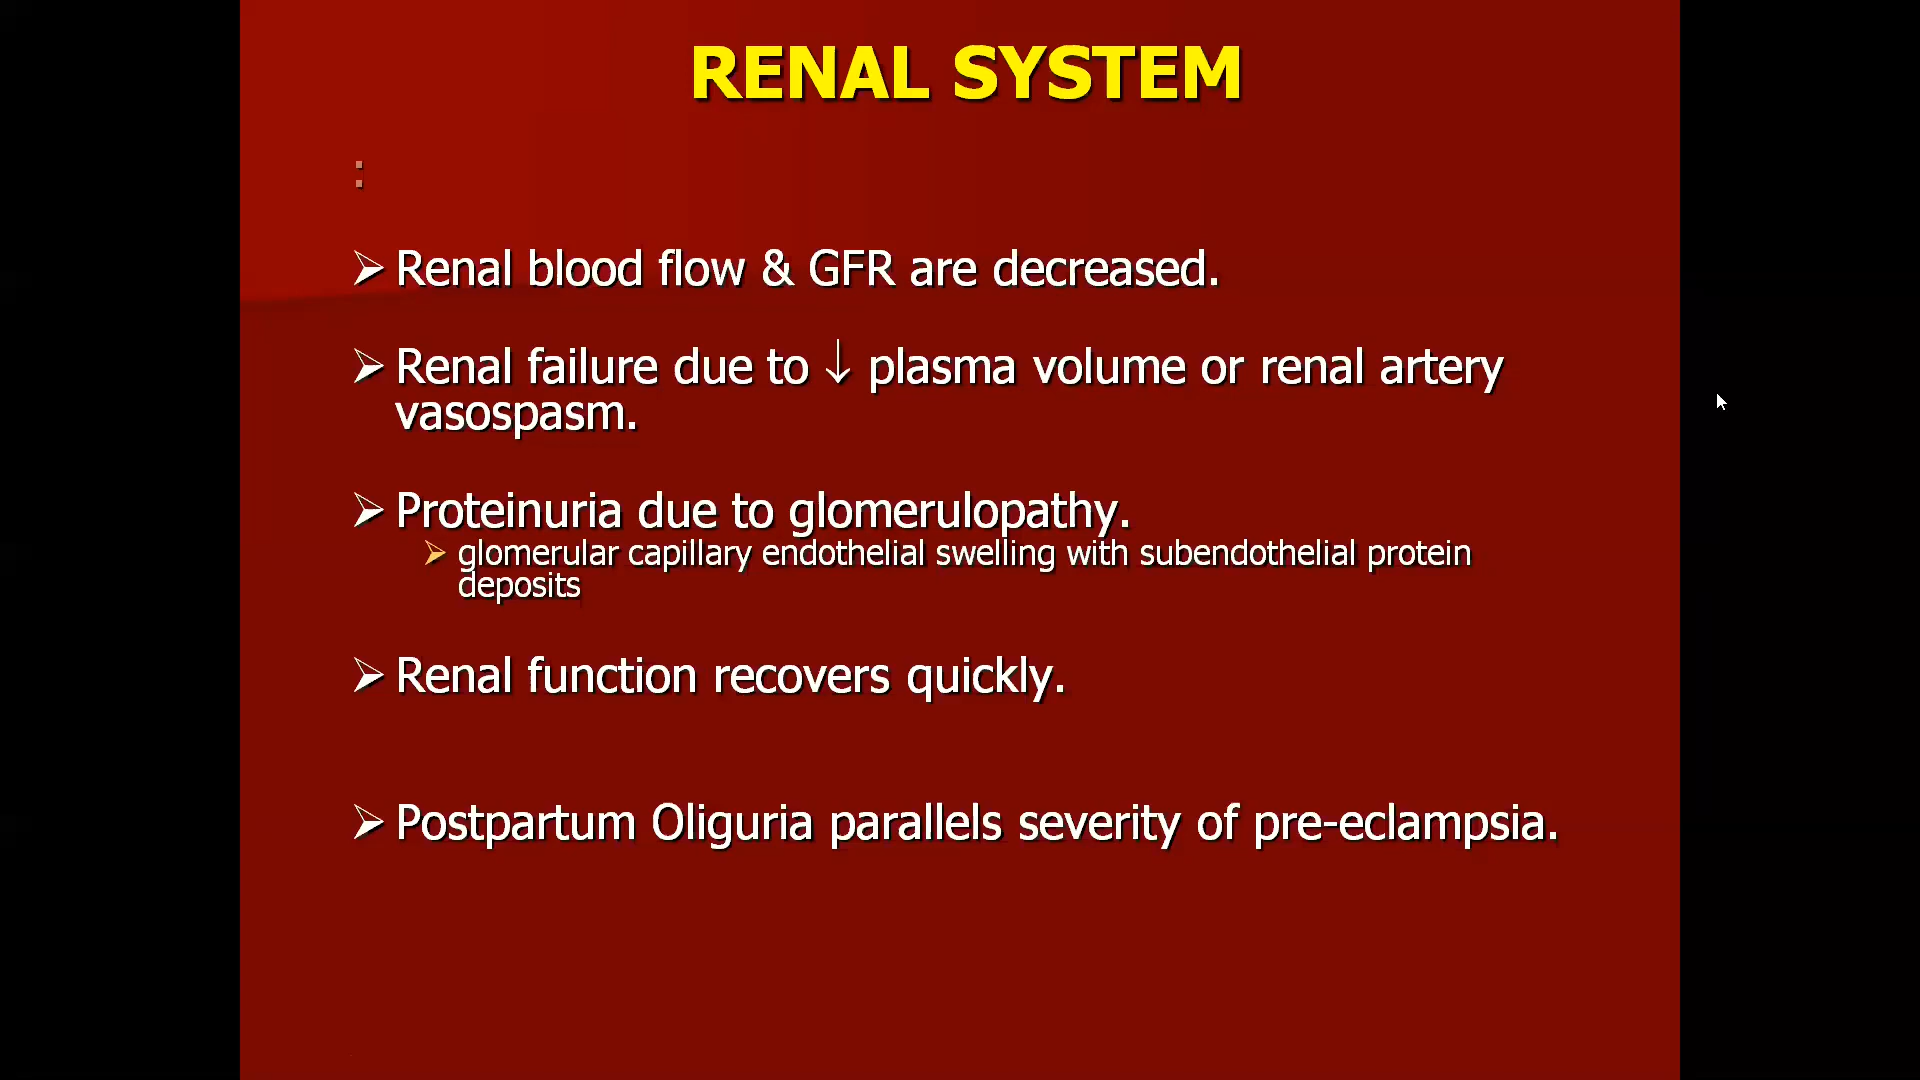 RENAL SYSTEM
:
➢ Renal blood flow & GFR are decreased.
➢ Renal failure due to ↓ plasma volume or renal artery
vasospasm.
➢ Proteinuria due to glomerulopathy.
➢ glomerular capillary endothelial swelling with subendothelial protein
deposits
➢ Renal function recovers quickly.
➢ Postpartum Oliguria parallels severity of pre-eclampsia.